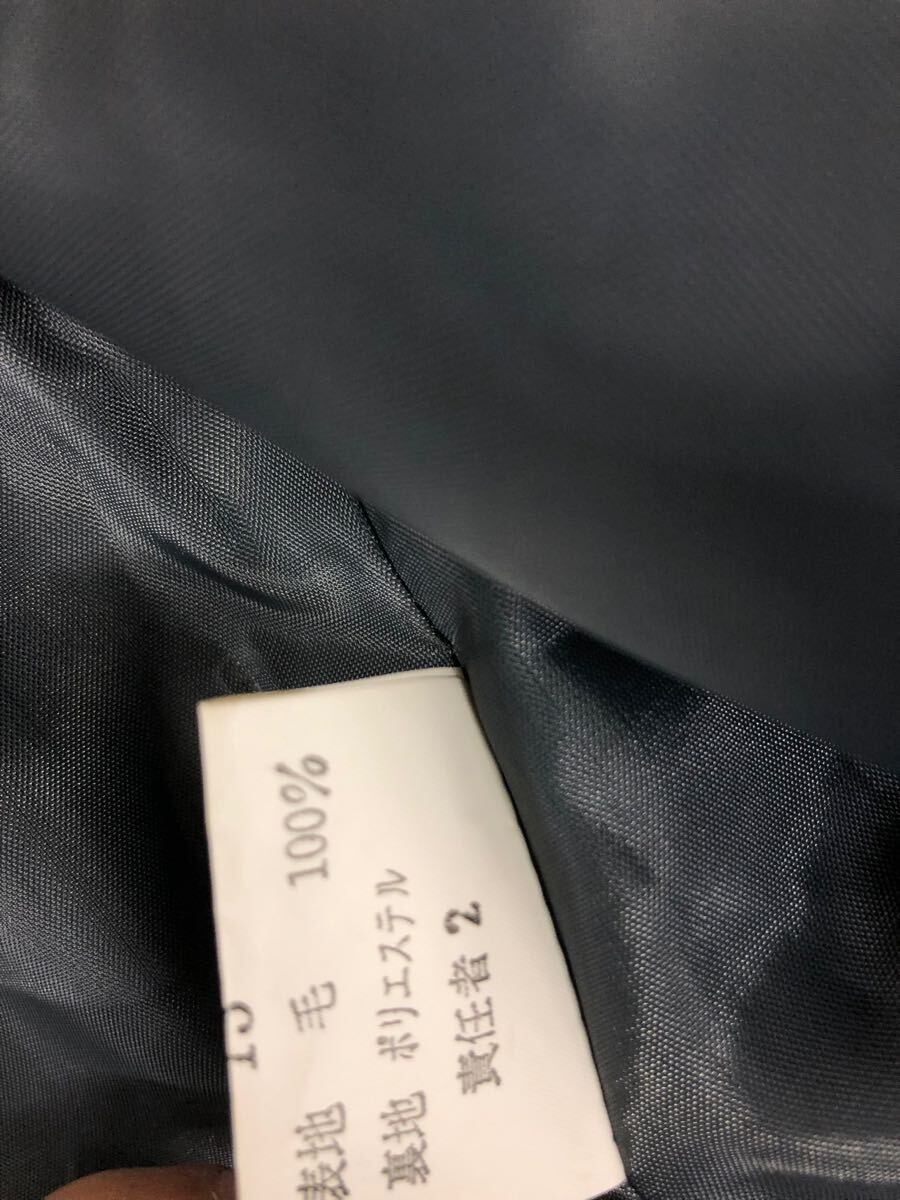 表地 毛 100%
裏地 ポリエステル
責任者 2